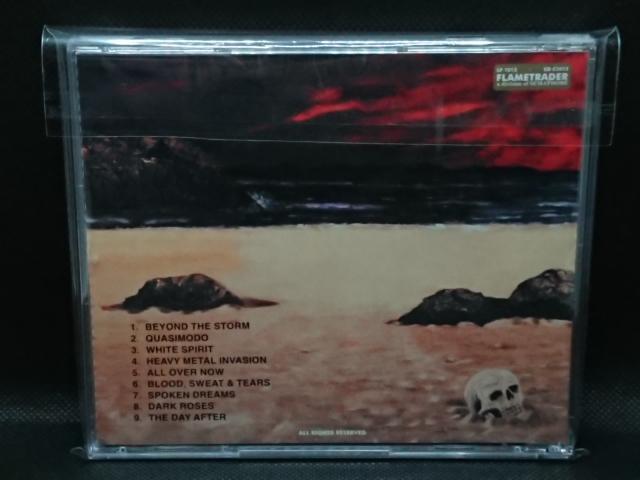 FLAMETRADER
1. BEYOND THE STORM
2. QUASIMODO
3. WHITE SPIRIT
4. HEAVY METAL INVASION
5. ALL OVER NOW
6. BLOOD, SWEAT & TEARS
7. SPOKEN DREAMS
8. DARK ROSES
9. THE DAY AFTER
ALL RIGHTS RESERVED